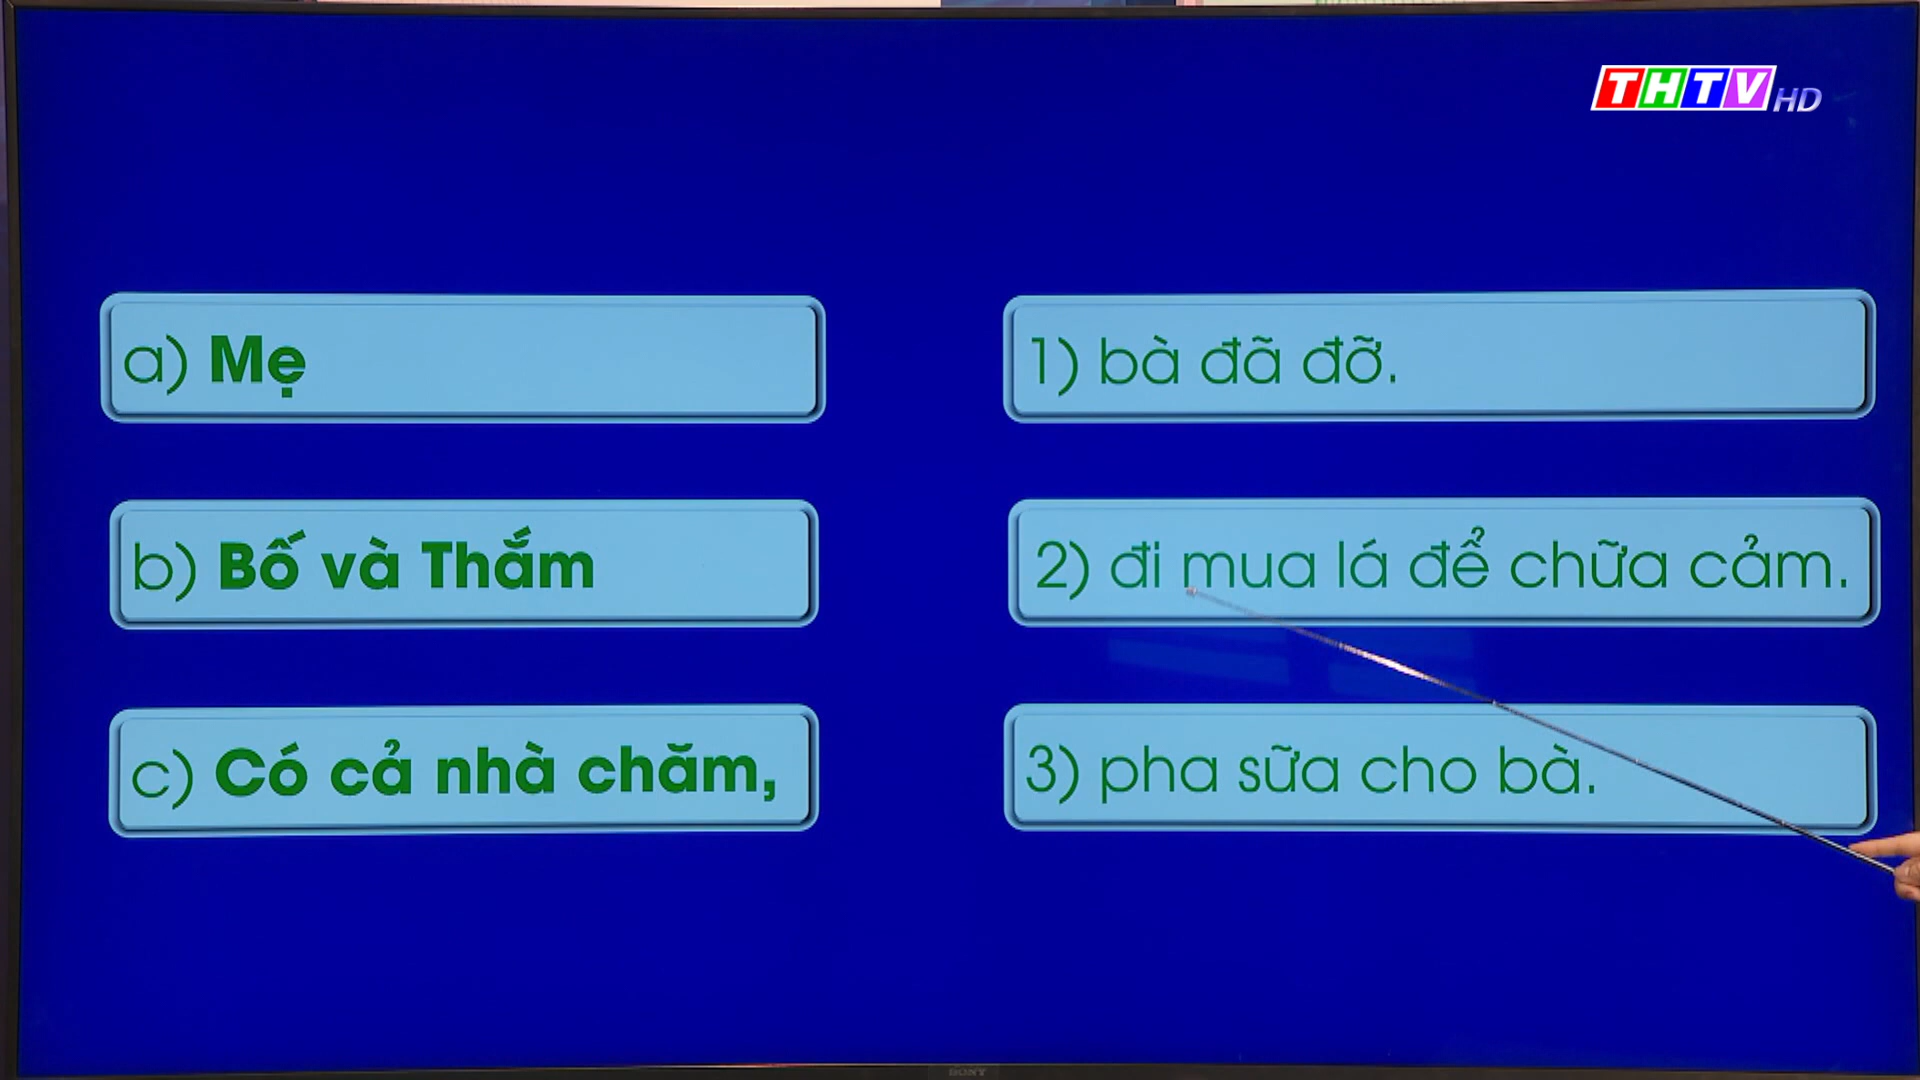 THTV HD
a) Mẹ
1) bà đã đỡ.
b) Bố và Thắm
2) đi mua lá để chữa cảm.
c) Có cả nhà chăm,
3) pha sữa cho bà.
SONY